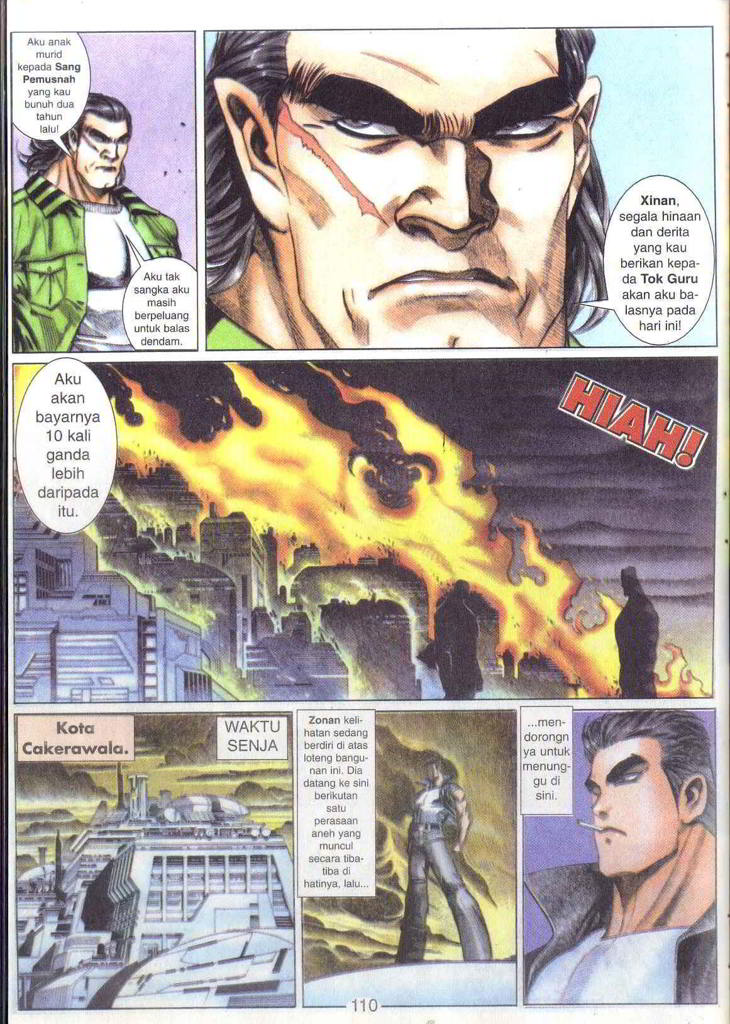 Aku anak
murid
kepada Sang
Pemusnah
yang kau
bunuh dua
tahun
lalu!
Aku tak
sangka aku
masih
berpeluang
untuk balas
dendam.
Xinan,
segala hinaan
dan derita
yang kau
berikan kepa-
da Tok Guru
akan aku ba-
lasnya pada
hari ini!
Aku
akan
bayarnya
10 kali
ganda
lebih
daripada
itu.
HIAH!
Kota
Cakerawala.
WAKTU
SENJA
Zonan keli-
hatan sedang
berdiri di atas
loteng bangu-
nan ini. Dia
datang ke sini
berikutan
satu
perasaan
aneh yang
muncul
secara tiba-
tiba di
hatinya, lalu...
...men-
dorongn
ya untuk
menung-
gu di
sini.
110